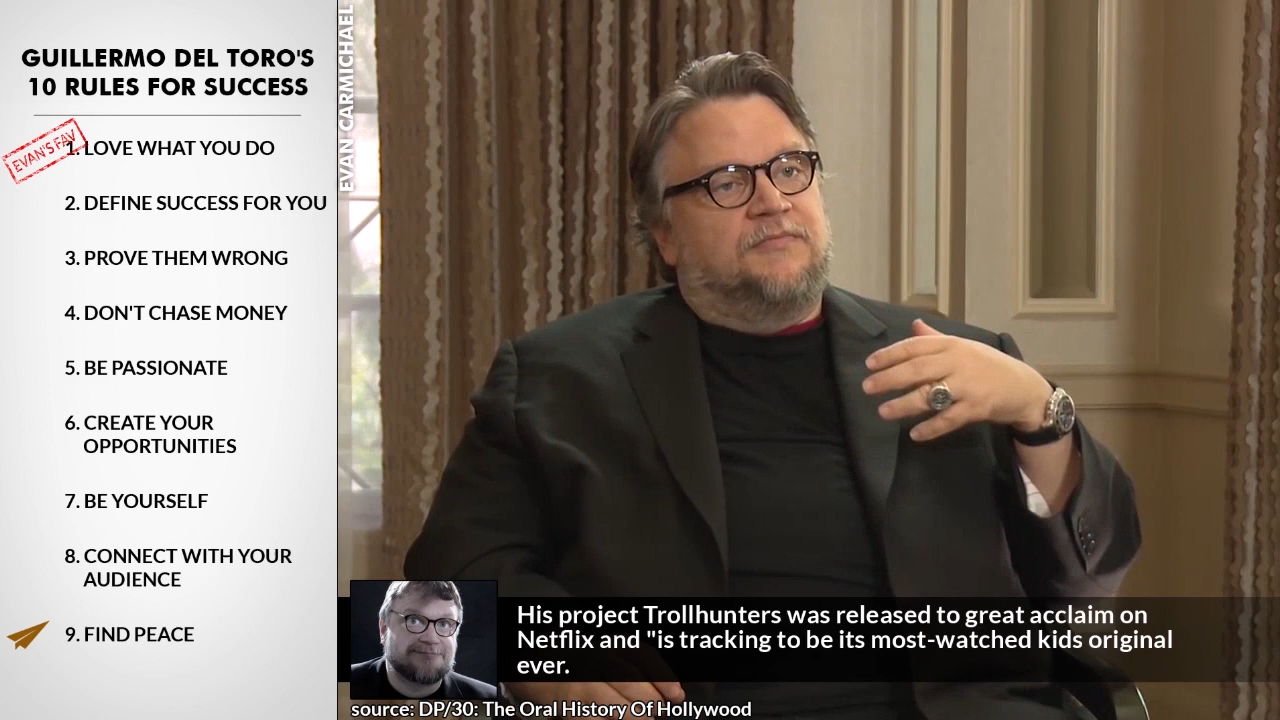 GUILLERMO DEL TORO'S
10 RULES FOR SUCCESS
EVAN'S FAV
1. LOVE WHAT YOU DO
2. DEFINE SUCCESS FOR YOU
3. PROVE THEM WRONG
4. DON'T CHASE MONEY
5. BE PASSIONATE
6. CREATE YOUR
OPPORTUNITIES
7. BE YOURSELF
8. CONNECT WITH YOUR
AUDIENCE
9. FIND PEACE
EVAN CARMICHAEL
His project Trollhunters was released to great acclaim on
Netflix and "is tracking to be its most-watched kids original
ever.
source: DP/30: The Oral History Of Hollywood